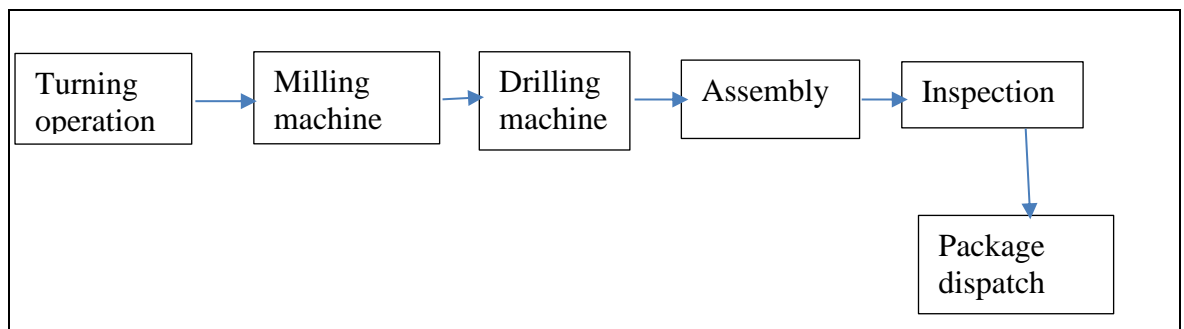 Turning
operation
Milling
machine
Drilling
machine
Assembly
Inspection
Package
dispatch